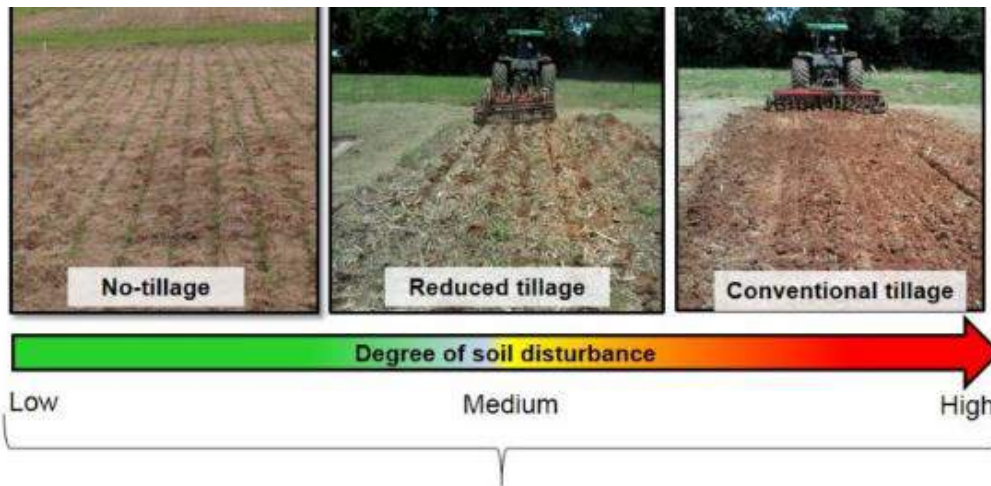 No-tillage
Reduced tillage
Conventional tillage
Degree of soil disturbance
Low
Medium
High